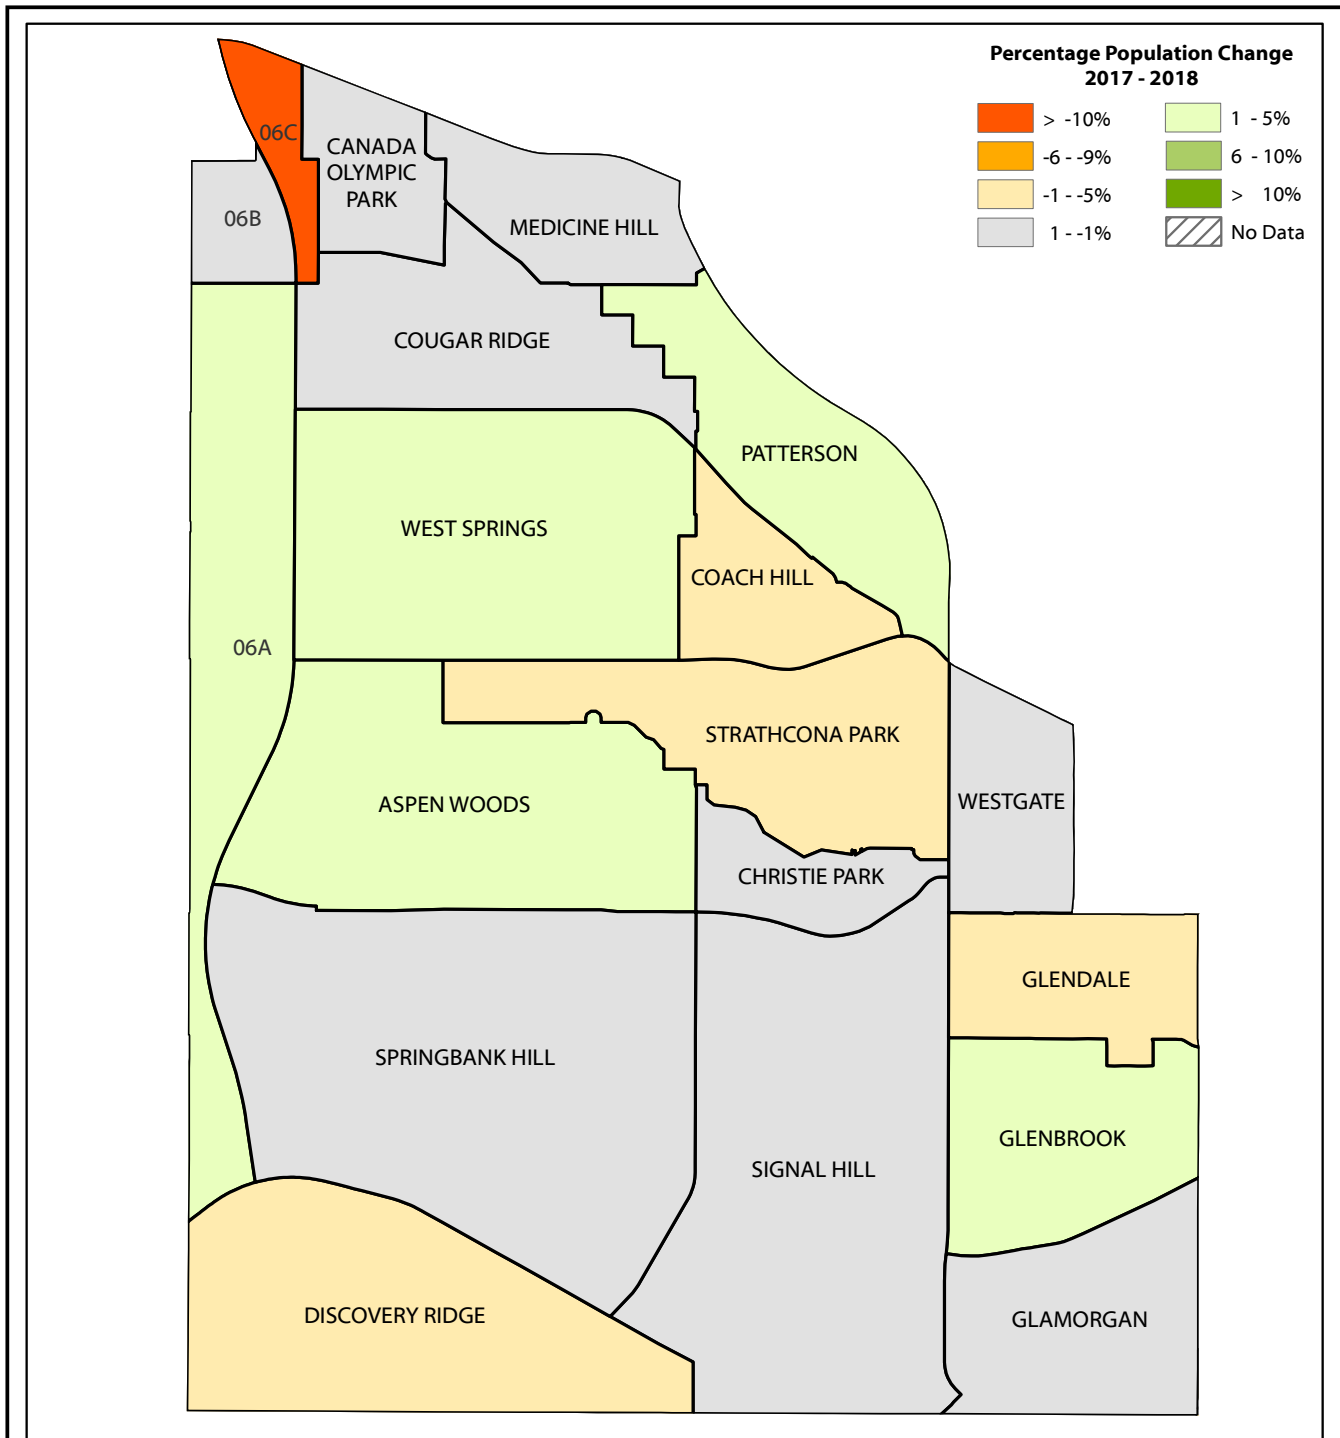 Percentage Population Change
2017 - 2018
> -10%
-6 - -9%
-1 - -5%
1 - -1%
1 - 5%
6 - 10%
> 10%
No Data
06C
CANADA
OLYMPIC
PARK
06B
MEDICINE HILL
COUGAR RIDGE
PATTERSON
WEST SPRINGS
COACH HILL
06A
STRATHCONA PARK
ASPEN WOODS
WESTGATE
CHRISTIE PARK
GLENDALE
SPRINGBANK HILL
GLENBROOK
SIGNAL HILL
DISCOVERY RIDGE
GLAMORGAN